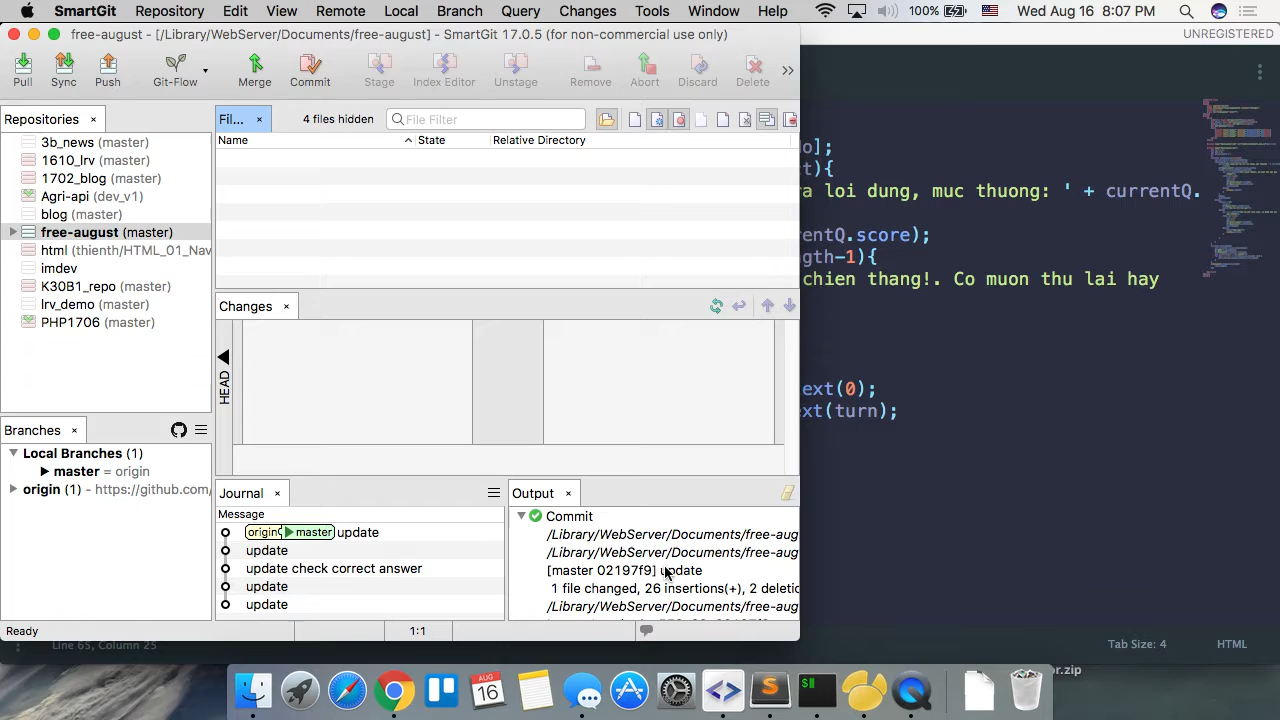 SmartGit Repository Edit View Remote Local Branch Query Changes Tools Window Help 100% Wed Aug 16 8:07 PM
free-august - [/Library/WebServer/Documents/free-august] - SmartGit 17.0.5 (for non-commercial use only)
UNREGISTERED
Pull Sync Push Git-Flow Merge Commit Stage Index Editor Unstage Remove Abort Discard Delete
Repositories
3b_news (master)
1610_lrv (master)
1702_blog (master)
Agri-api (dev_v1)
blog (master)
free-august (master)
html (thienth/HTML_01_Nav
imdev
K30B1_repo (master)
lrv_demo (master)
PHP1706 (master)
Fil... 4 files hidden File Filter
Name State Relative Directory
Changes
HEAD
Branches
Local Branches (1)
master = origin
origin (1) - https://github.com/
Journal
Message
origin master update
update
update check correct answer
update
update
Output
Commit
/Library/WebServer/Documents/free-aug
/Library/WebServer/Documents/free-aug
[master 02197f9] update
1 file changed, 26 insertions(+), 2 deletic
/Library/WebServer/Documents/free-aug
Ready 1:1
o];
t){
a loi dung, muc thuong: ' + currentQ.
entQ.score);
ngth-1){
chien thang!. Co muon thu lai hay
ext(0);
ext(turn);
Line 65, Column 25 Tab Size: 4 HTML
or.zip
AUG
16